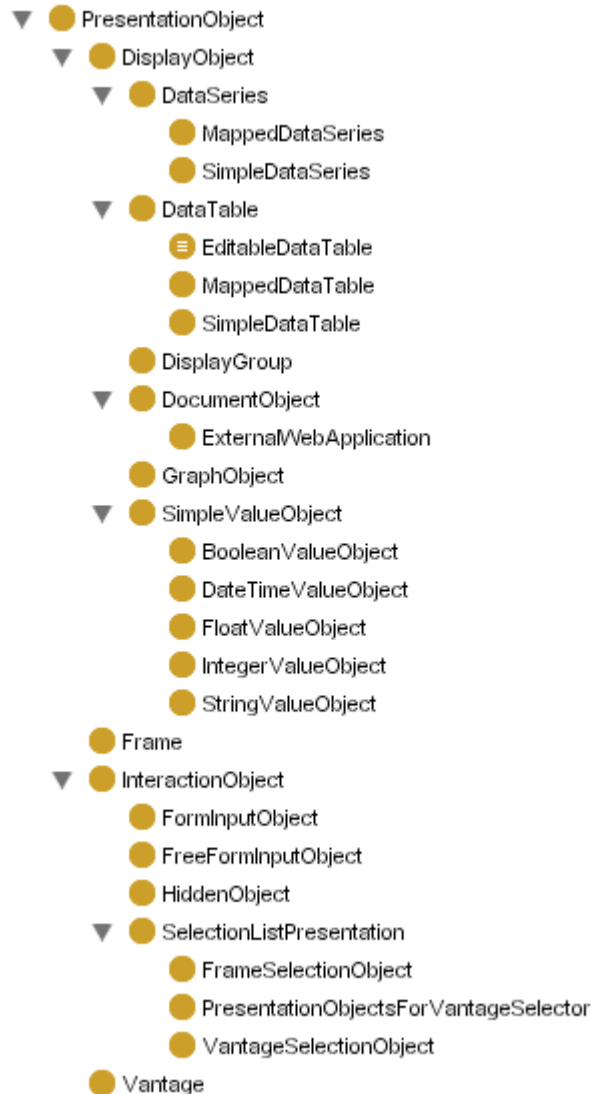 PresentationObject
DisplayObject
DataSeries
MappedDataSeries
SimpleDataSeries
DataTable
EditableDataTable
MappedDataTable
SimpleDataTable
DisplayGroup
DocumentObject
ExternalWebApplication
GraphObject
SimpleValueObject
BooleanValueObject
DateTimeValueObject
FloatValueObject
IntegerValueObject
StringValueObject
Frame
InteractionObject
FormInputObject
FreeFormInputObject
HiddenObject
SelectionListPresentation
FrameSelectionObject
PresentationObjectsForVantageSelector
VantageSelectionObject
Vantage